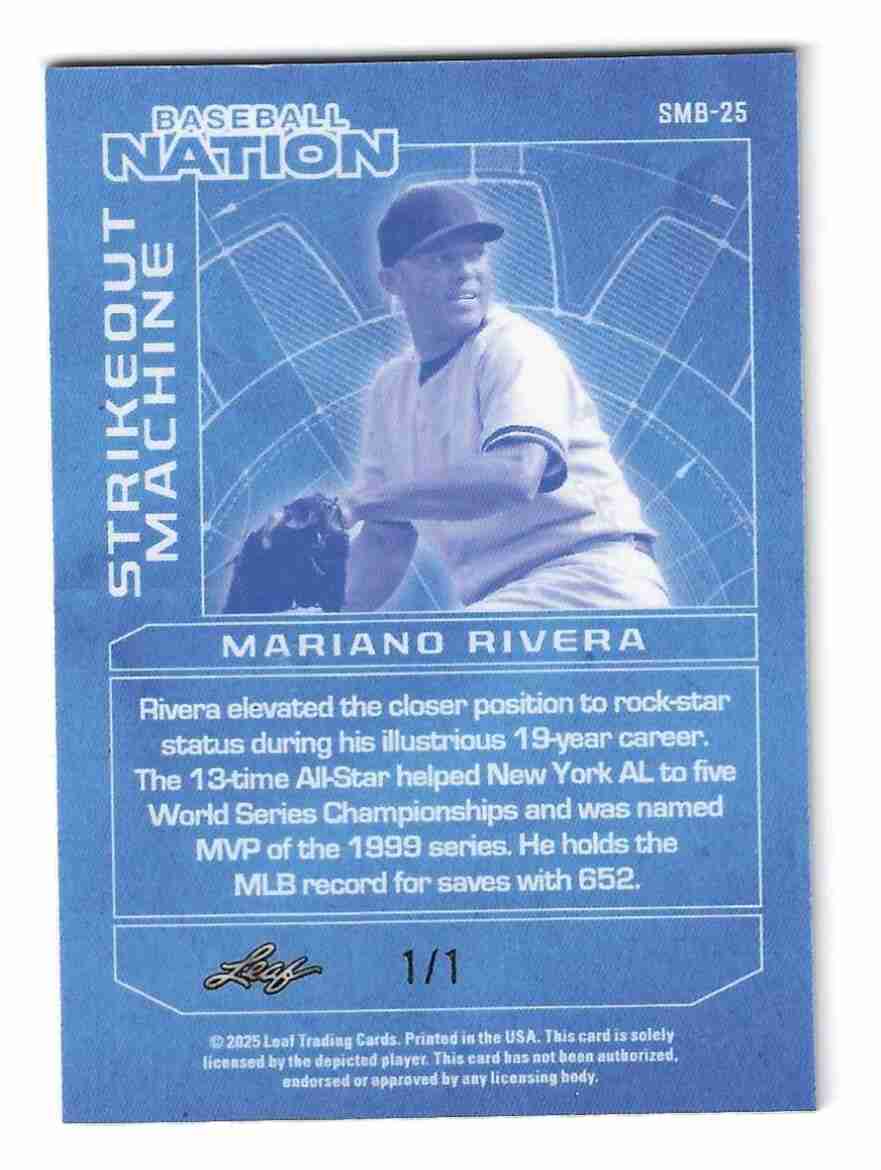 BASEBALL
NATION
SMB-25
STRIKEOUT
MACHINE
MARIANO RIVERA
Rivera elevated the closer position to rock-star
status during his illustrious 19-year career.
The 13-time All-Star helped New York AL to five
World Series Championships and was named
MVP of the 1999 series. He holds the
MLB record for saves with 652.
Leaf
1/1
© 2025 Leaf Trading Cards. Printed in the USA. This card is solely
licensed by the depicted player. This card has not been authorized,
endorsed or approved by any licensing body.